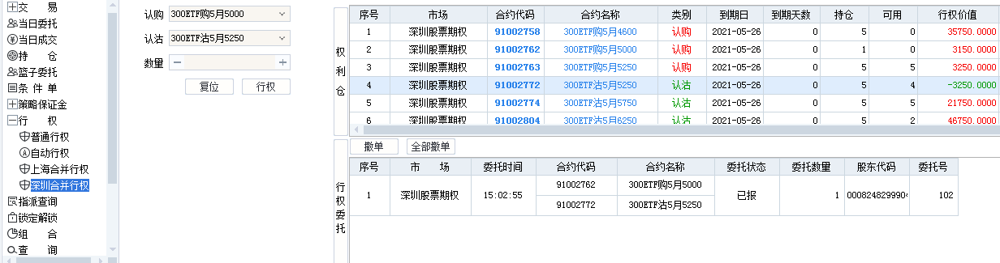 交 易
当日委托
当日成交
持 仓
篮子委托
条 件 单
策略保证金
行 权
普通行权
自动行权
上海合并行权
深圳合并行权
指派查询
锁定解锁
组 合
查 询
认购 300ETF购5月5000
认沽 300ETF沽5月5250
数量 － ＋
复位 行权
权利仓
序号 市场 合约代码 合约名称 类别 到期日 到期天数 持仓 可用 行权价值
1 深圳股票期权 91002758 300ETF购5月4600 认购 2021-05-26 0 5 0 35750.0000
2 深圳股票期权 91002762 300ETF购5月5000 认购 2021-05-26 0 1 0 3150.0000
3 深圳股票期权 91002763 300ETF购5月5250 认购 2021-05-26 0 5 5 3250.0000
4 深圳股票期权 91002772 300ETF沽5月5250 认沽 2021-05-26 0 5 4 -3250.0000
5 深圳股票期权 91002774 300ETF沽5月5750 认沽 2021-05-26 0 5 5 21750.0000
6 深圳股票期权 91002804 300ETF沽5月6250 认沽 2021-05-26 0 5 2 46750.0000
行权委托
撤单 全部撤单
序号 市 场 委托时间 合约代码 合约名称 委托状态 委托数量 股东代码 委托号
91002762 300ETF购5月5000
1 深圳股票期权 15:02:55 已报 1 000824829990 102
91002772 300ETF沽5月5250